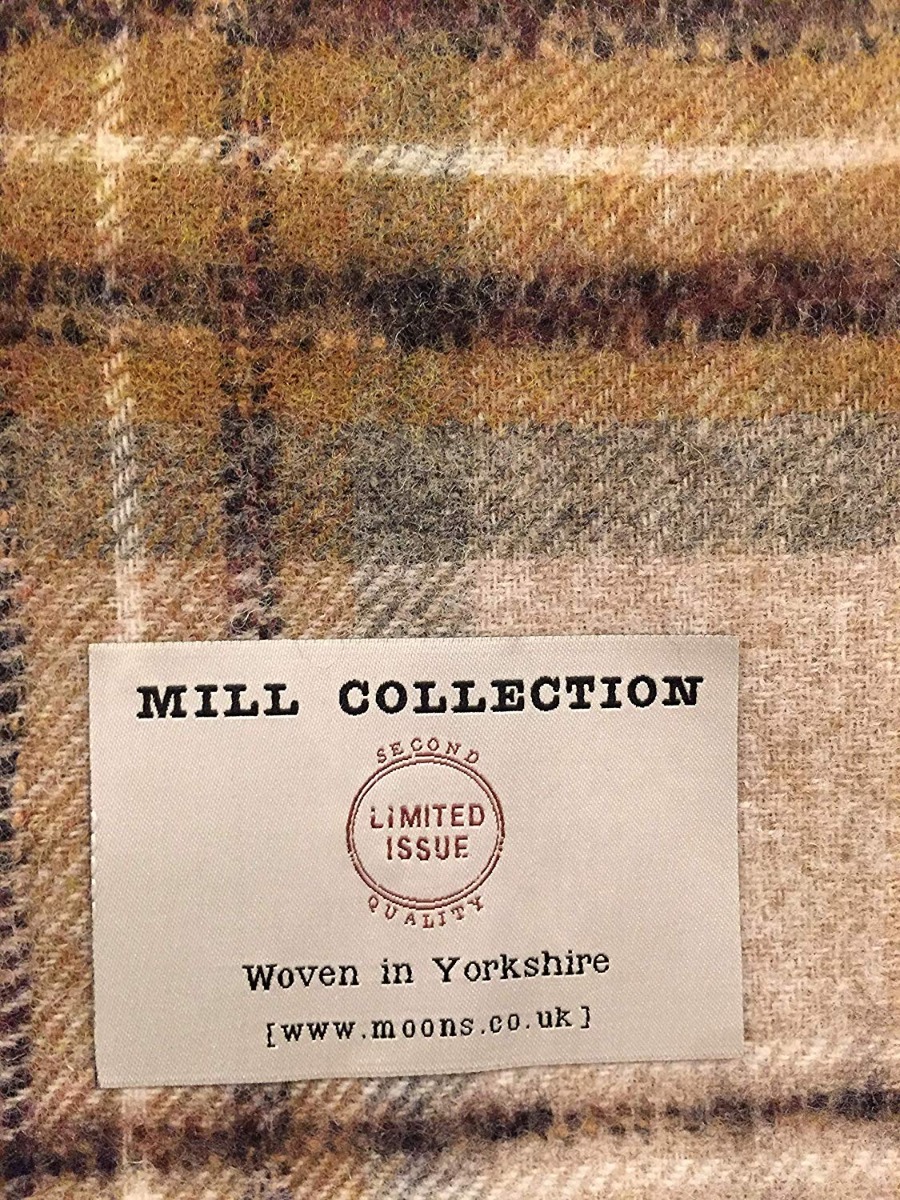 MILL COLLECTION
SECOND
LIMITED
ISSUE
QUALITY
Woven in Yorkshire
[www.moons.co.uk]